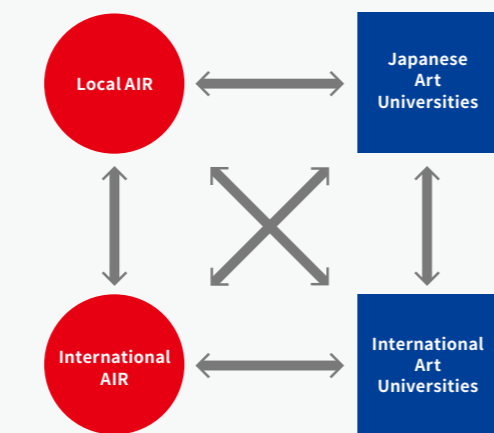 Local AIR
Japanese
Art
Universities
International
AIR
International
Art
Universities